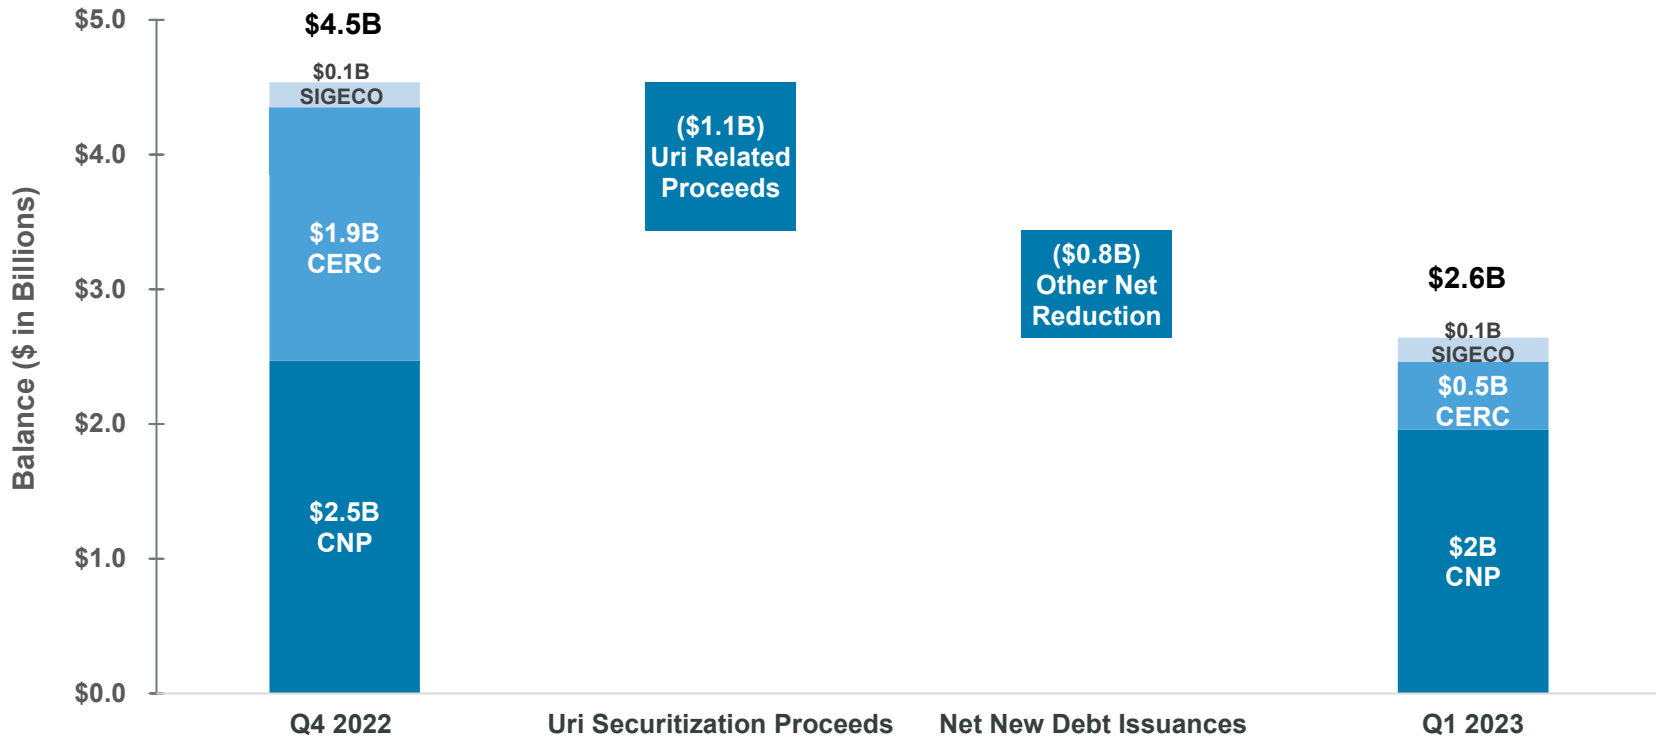 Balance ($ in Billions)
$5.0
$4.0
$3.0
$2.0
$1.0
$0.0
$4.5B
$0.1B
SIGECO
$1.9B
CERC
$2.5B
CNP
($1.1B)
Uri Related
Proceeds
($0.8B)
Other Net
Reduction
$2.6B
$0.1B
SIGECO
$0.5B
CERC
$2B
CNP
Q4 2022
Uri Securitization Proceeds
Net New Debt Issuances
Q1 2023